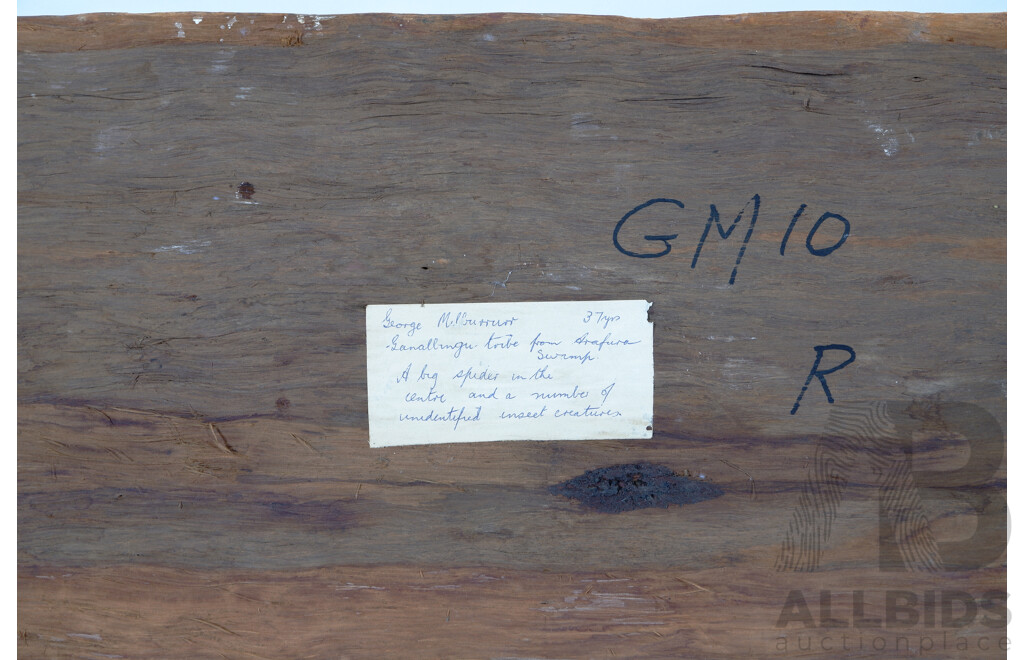 GM10
George Milburrurr 37yrs
Ganallingu tribe from Arafura
Swamp.
A big spider in the
centre and a number of
unidentified insect creatures
R
ALLBIDS
auctionplace